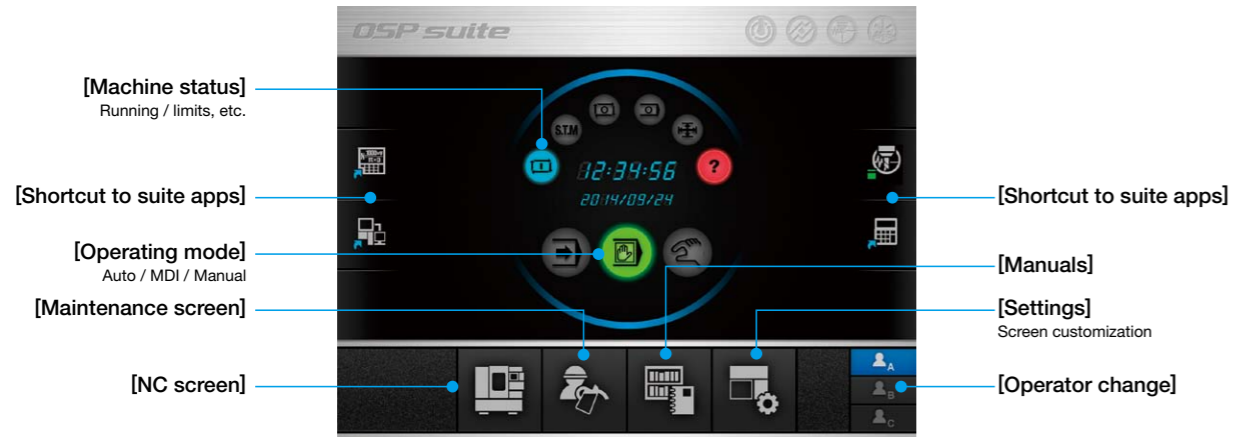 OSP suite
[Machine status]
Running / limits, etc.
S.T.M
?
12:34:56
2014/09/24
[Shortcut to suite apps]
[Shortcut to suite apps]
[Operating mode]
Auto / MDI / Manual
[Manuals]
[Maintenance screen]
[Settings]
Screen customization
[NC screen]
[Operator change]
A
B
C